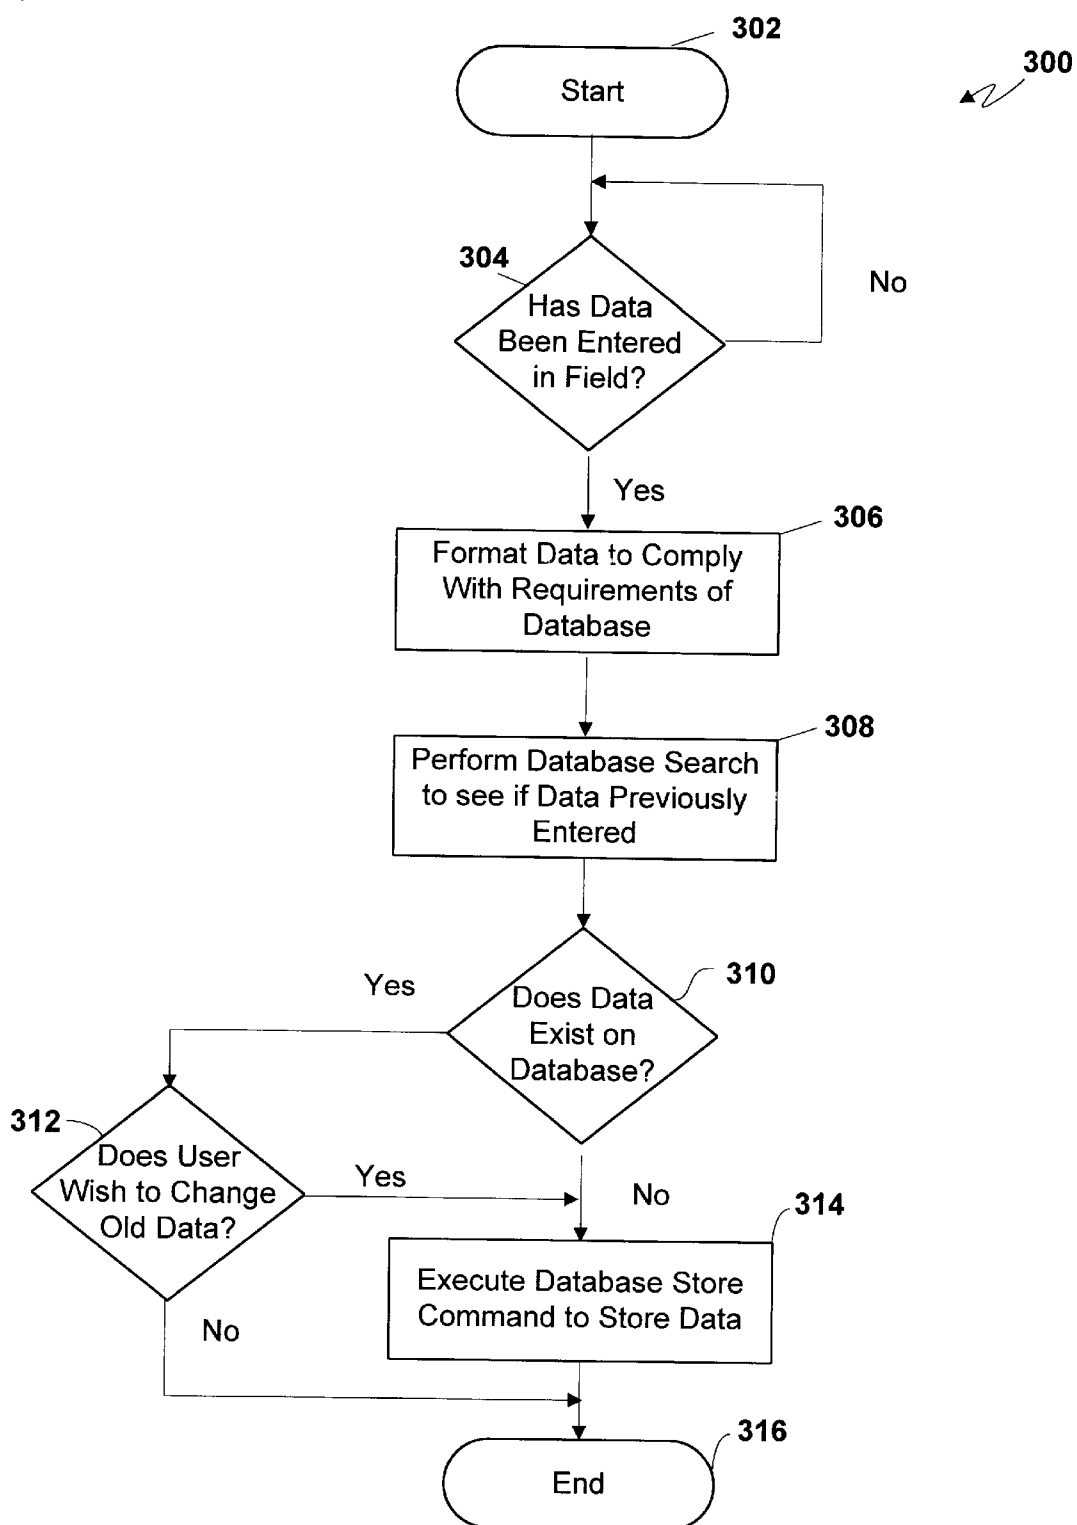 302
300
Start
304
Has Data
Been Entered
in Field?
No
Yes
306
Format Data to Comply
With Requirements of
Database
308
Perform Database Search
to see if Data Previously
Entered
310
Yes
Does Data
Exist on
Database?
312
Does User
Wish to Change
Old Data?
Yes
No
314
Execute Database Store
Command to Store Data
No
316
End